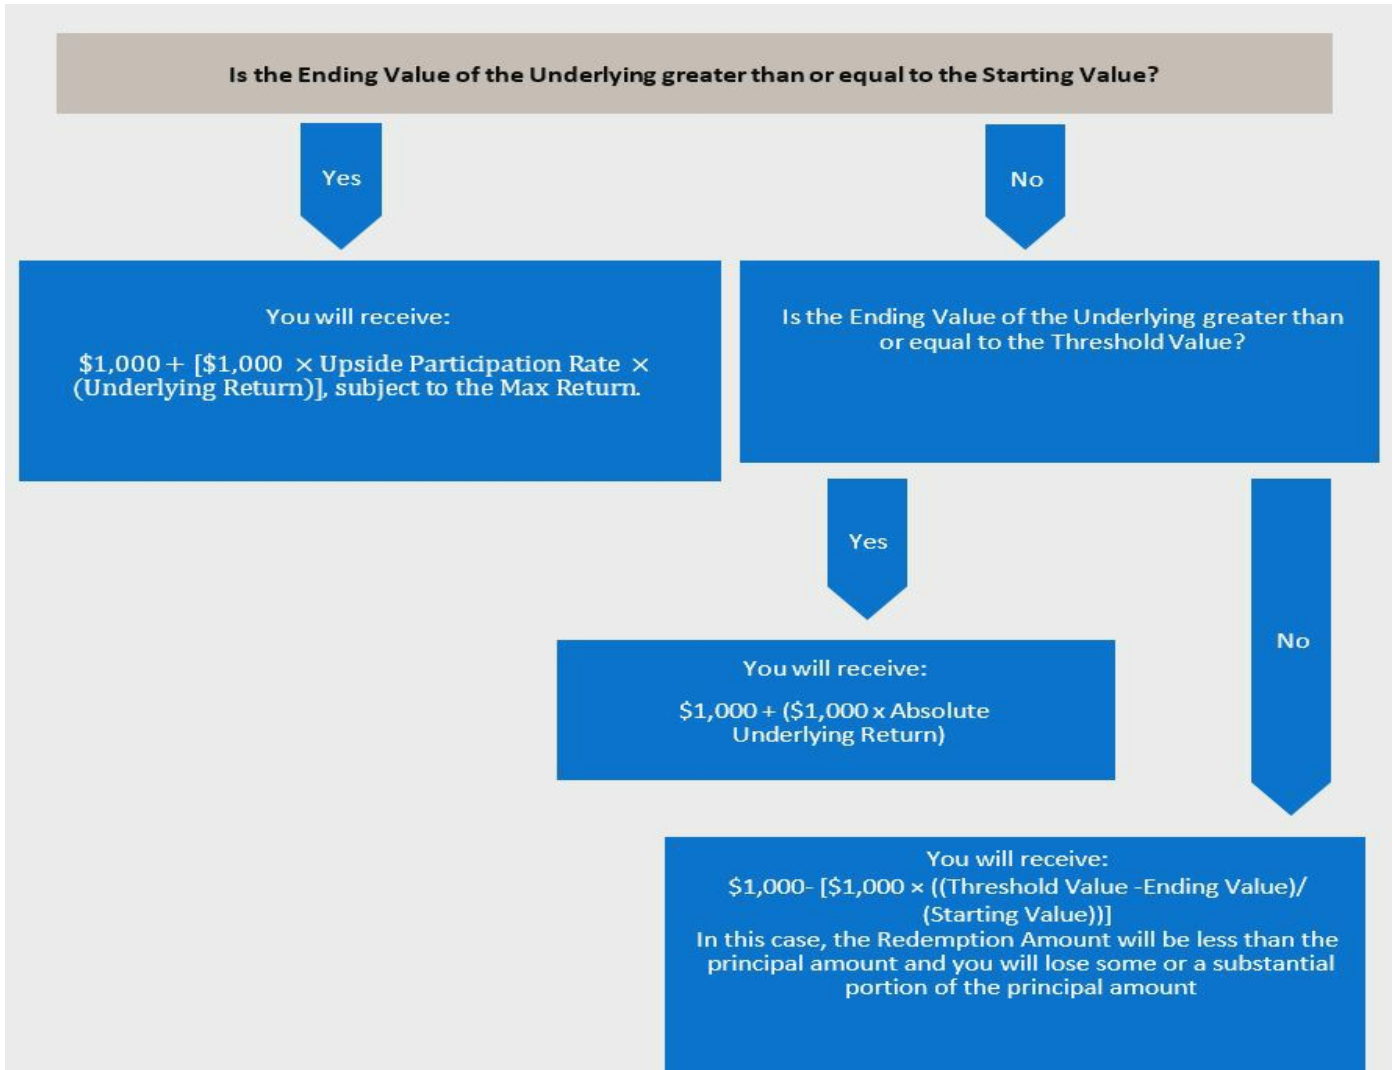 Is the Ending Value of the Underlying greater than or equal to the Starting Value?
Yes
No
You will receive:
$1,000 + [$1,000 × Upside Participation Rate ×
(Underlying Return)], subject to the Max Return.
Is the Ending Value of the Underlying greater than
or equal to the Threshold Value?
Yes
No
You will receive:
$1,000 + ($1,000 x Absolute
Underlying Return)
You will receive:
$1,000- [$1,000 × ((Threshold Value -Ending Value)/
(Starting Value))]
In this case, the Redemption Amount will be less than the
principal amount and you will lose some or a substantial
portion of the principal amount